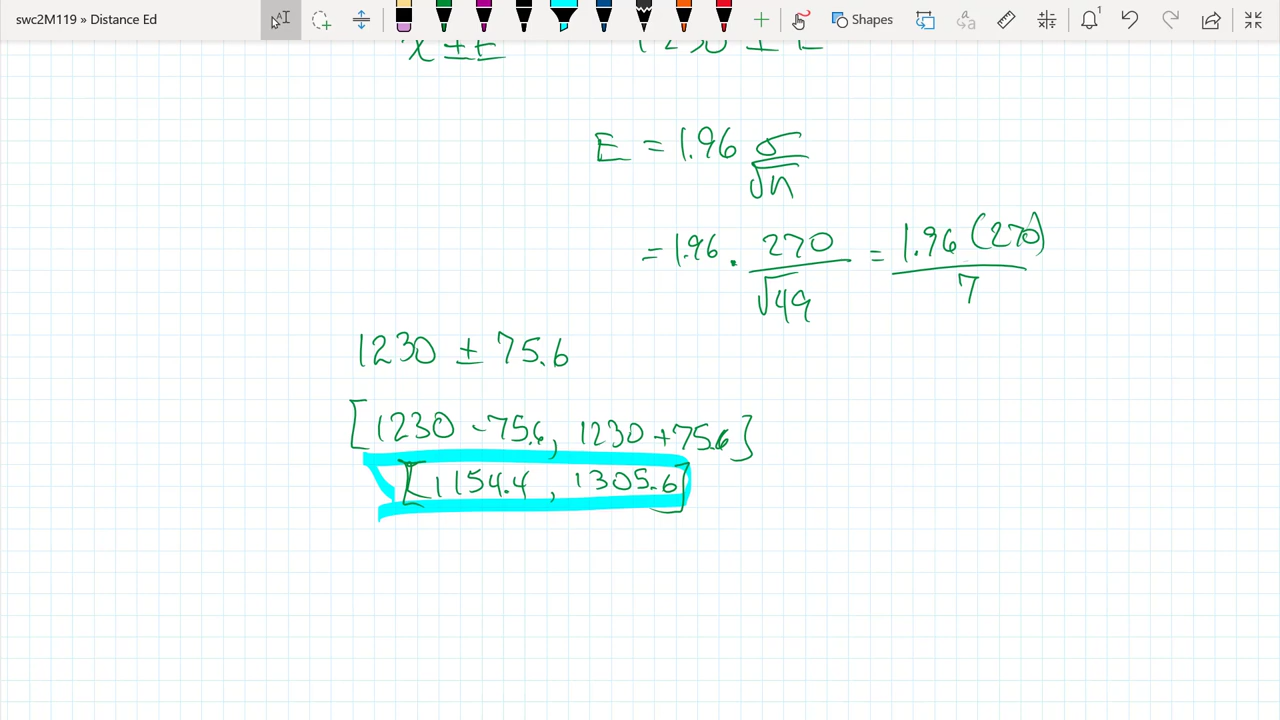 swc2M119 » Distance Ed
Shapes
1230 ±
E = 1.96 σ/√n
= 1.96 · 270/√49 = 1.96 (270)/7
1230 ± 75.6
[1230 - 75.6, 1230 + 75.6]
[1154.4, 1305.6]